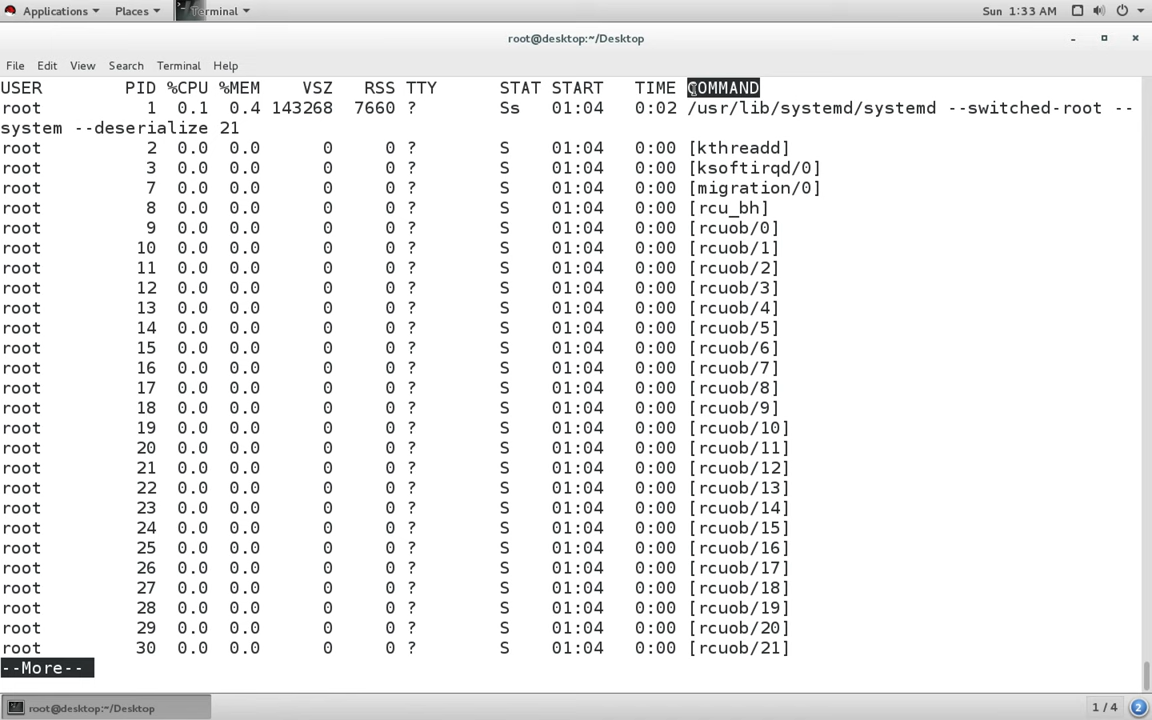 Applications Places Terminal Sun 1:33 AM
root@desktop:~/Desktop
File Edit View Search Terminal Help
USER PID %CPU %MEM VSZ RSS TTY STAT START TIME COMMAND
root 1 0.1 0.4 143268 7660 ? Ss 01:04 0:02 /usr/lib/systemd/systemd --switched-root --
system --deserialize 21
root 2 0.0 0.0 0 0 ? S 01:04 0:00 [kthreadd]
root 3 0.0 0.0 0 0 ? S 01:04 0:00 [ksoftirqd/0]
root 7 0.0 0.0 0 0 ? S 01:04 0:00 [migration/0]
root 8 0.0 0.0 0 0 ? S 01:04 0:00 [rcu_bh]
root 9 0.0 0.0 0 0 ? S 01:04 0:00 [rcuob/0]
root 10 0.0 0.0 0 0 ? S 01:04 0:00 [rcuob/1]
root 11 0.0 0.0 0 0 ? S 01:04 0:00 [rcuob/2]
root 12 0.0 0.0 0 0 ? S 01:04 0:00 [rcuob/3]
root 13 0.0 0.0 0 0 ? S 01:04 0:00 [rcuob/4]
root 14 0.0 0.0 0 0 ? S 01:04 0:00 [rcuob/5]
root 15 0.0 0.0 0 0 ? S 01:04 0:00 [rcuob/6]
root 16 0.0 0.0 0 0 ? S 01:04 0:00 [rcuob/7]
root 17 0.0 0.0 0 0 ? S 01:04 0:00 [rcuob/8]
root 18 0.0 0.0 0 0 ? S 01:04 0:00 [rcuob/9]
root 19 0.0 0.0 0 0 ? S 01:04 0:00 [rcuob/10]
root 20 0.0 0.0 0 0 ? S 01:04 0:00 [rcuob/11]
root 21 0.0 0.0 0 0 ? S 01:04 0:00 [rcuob/12]
root 22 0.0 0.0 0 0 ? S 01:04 0:00 [rcuob/13]
root 23 0.0 0.0 0 0 ? S 01:04 0:00 [rcuob/14]
root 24 0.0 0.0 0 0 ? S 01:04 0:00 [rcuob/15]
root 25 0.0 0.0 0 0 ? S 01:04 0:00 [rcuob/16]
root 26 0.0 0.0 0 0 ? S 01:04 0:00 [rcuob/17]
root 27 0.0 0.0 0 0 ? S 01:04 0:00 [rcuob/18]
root 28 0.0 0.0 0 0 ? S 01:04 0:00 [rcuob/19]
root 29 0.0 0.0 0 0 ? S 01:04 0:00 [rcuob/20]
root 30 0.0 0.0 0 0 ? S 01:04 0:00 [rcuob/21]
--More--
root@desktop:~/Desktop 1 / 4 2